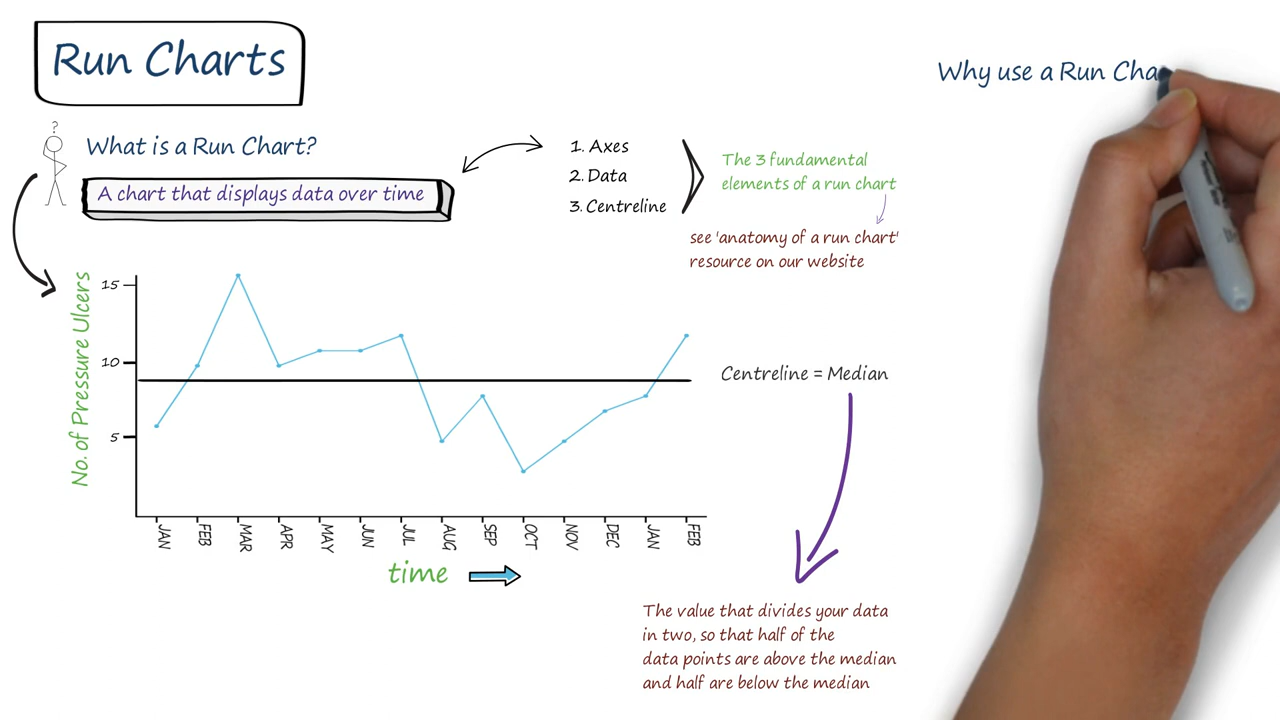 Run Charts
Why use a Run Cha
?
What is a Run Chart?
A chart that displays data over time
1. Axes
2. Data
3. Centreline
The 3 fundamental
elements of a run chart
see 'anatomy of a run chart'
resource on our website
No. of Pressure Ulcers
15
10
5
Centreline = Median
JAN FEB MAR APR MAY JUN JUL AUG SEP OCT NOV DEC JAN FEB
time
The value that divides your data
in two, so that half of the
data points are above the median
and half are below the median